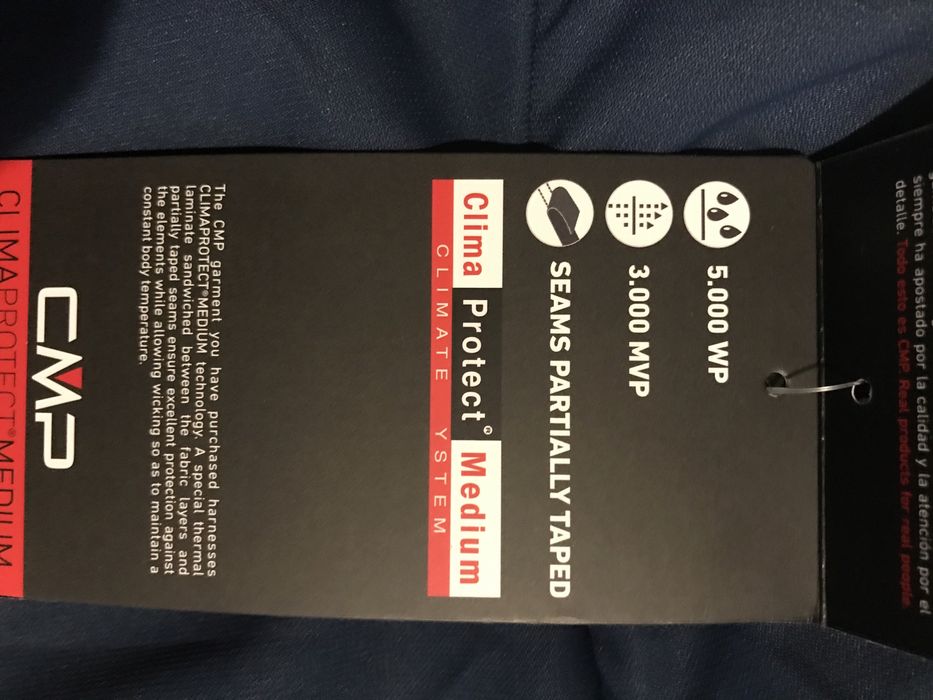 siempre ha apostado por la calidad y la atención por el
detalle. Todo esto es CMP. Real products for real people.
5.000 WP
3.000 MVP
SEAMS PARTIALLY TAPED
Clima Protect® Medium
CLIMATE YSTEM
The CMP garment you have purchased harnesses
CLIMAPROTECT®MEDIUM technology. A special thermal
laminate sandwiched between the fabric layers and
partially taped seams ensure excellent protection against
the elements while allowing wicking so as to maintain a
constant body temperature.
CMP
CLIMAPROTECT®MEDIUM